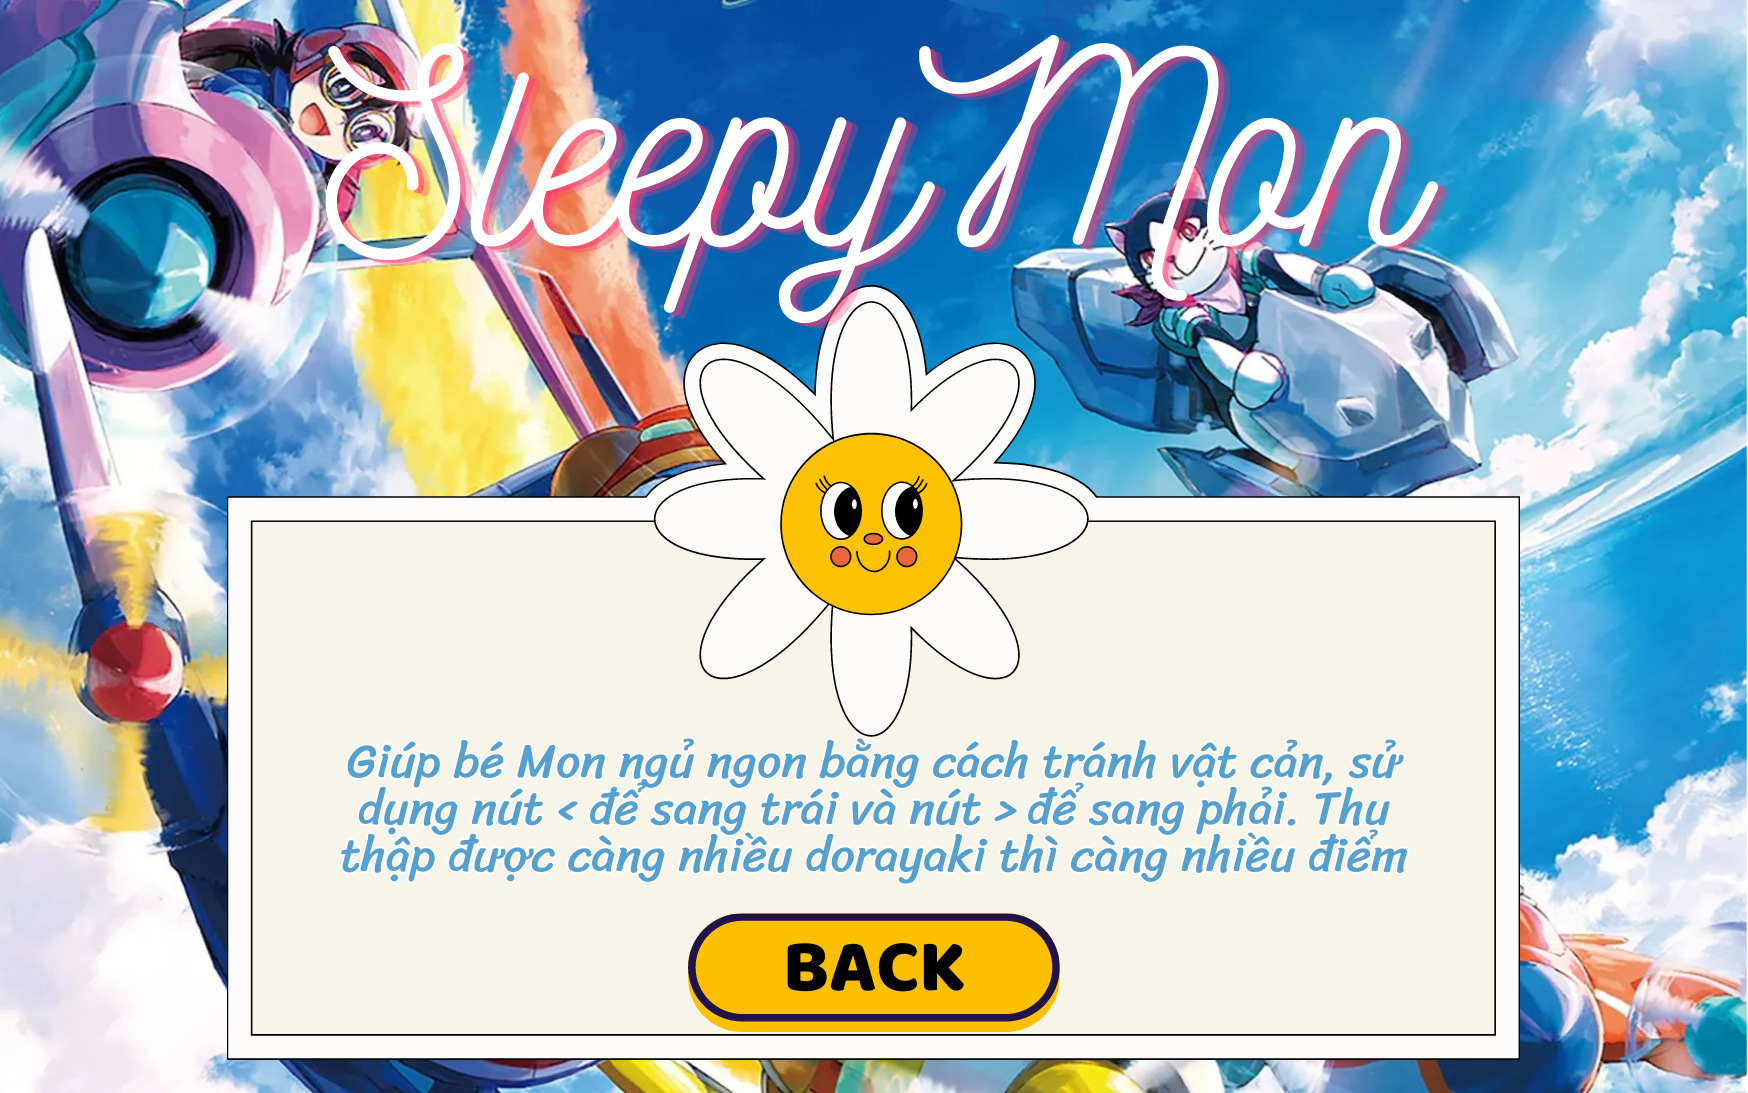 Sleepy Mon
Giúp bé Mon ngủ ngon bằng cách tránh vật cản, sử
dụng nút < để sang trái và nút > để sang phải. Thu
thập được càng nhiều dorayaki thì càng nhiều điểm
BACK